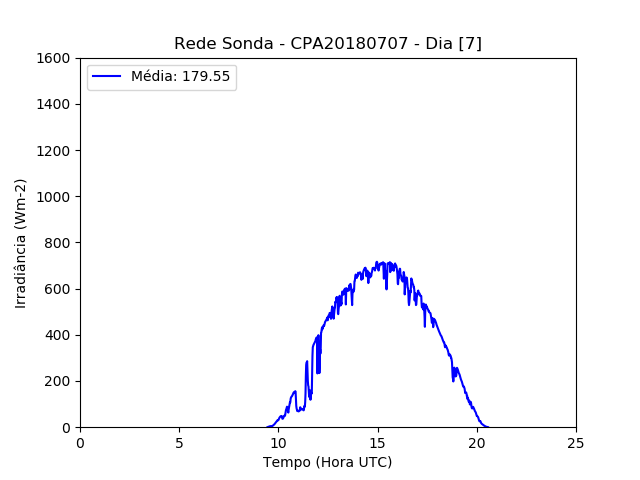 Rede Sonda - CPA20180707 - Dia [7]
Média: 179.55
Irradiância (Wm-2)
1600
1400
1200
1000
800
600
400
200
0
0 5 10 15 20 25
Tempo (Hora UTC)